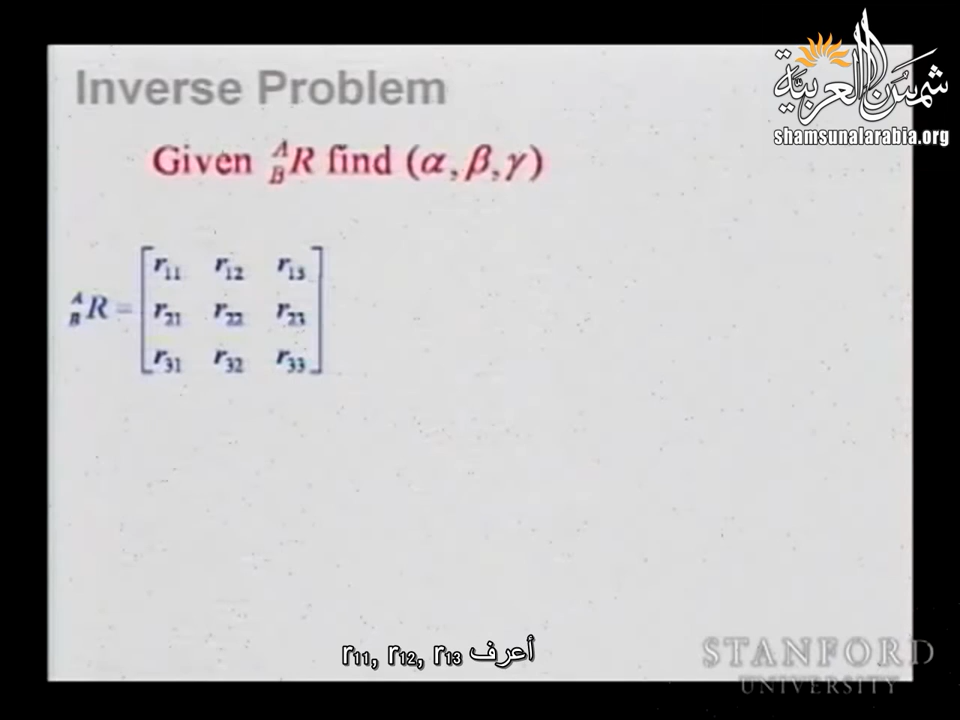 Inverse Problem
شمس العربية
shamsunalarabia.org
Given ᴬ_B R find (α, β, γ)
ᴬ_B R = [ r₁₁ r₁₂ r₁₃
r₂₁ r₂₂ r₂₃
r₃₁ r₃₂ r₃₃ ]
أعرف r₁₁, r₁₂, r₁₃
STANFORD
UNIVERSITY